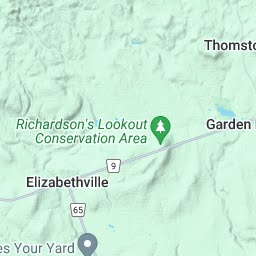 Thomsto
Richardson's Lookout
Conservation Area
Garden
9
Elizabethville
65
es Your Yard